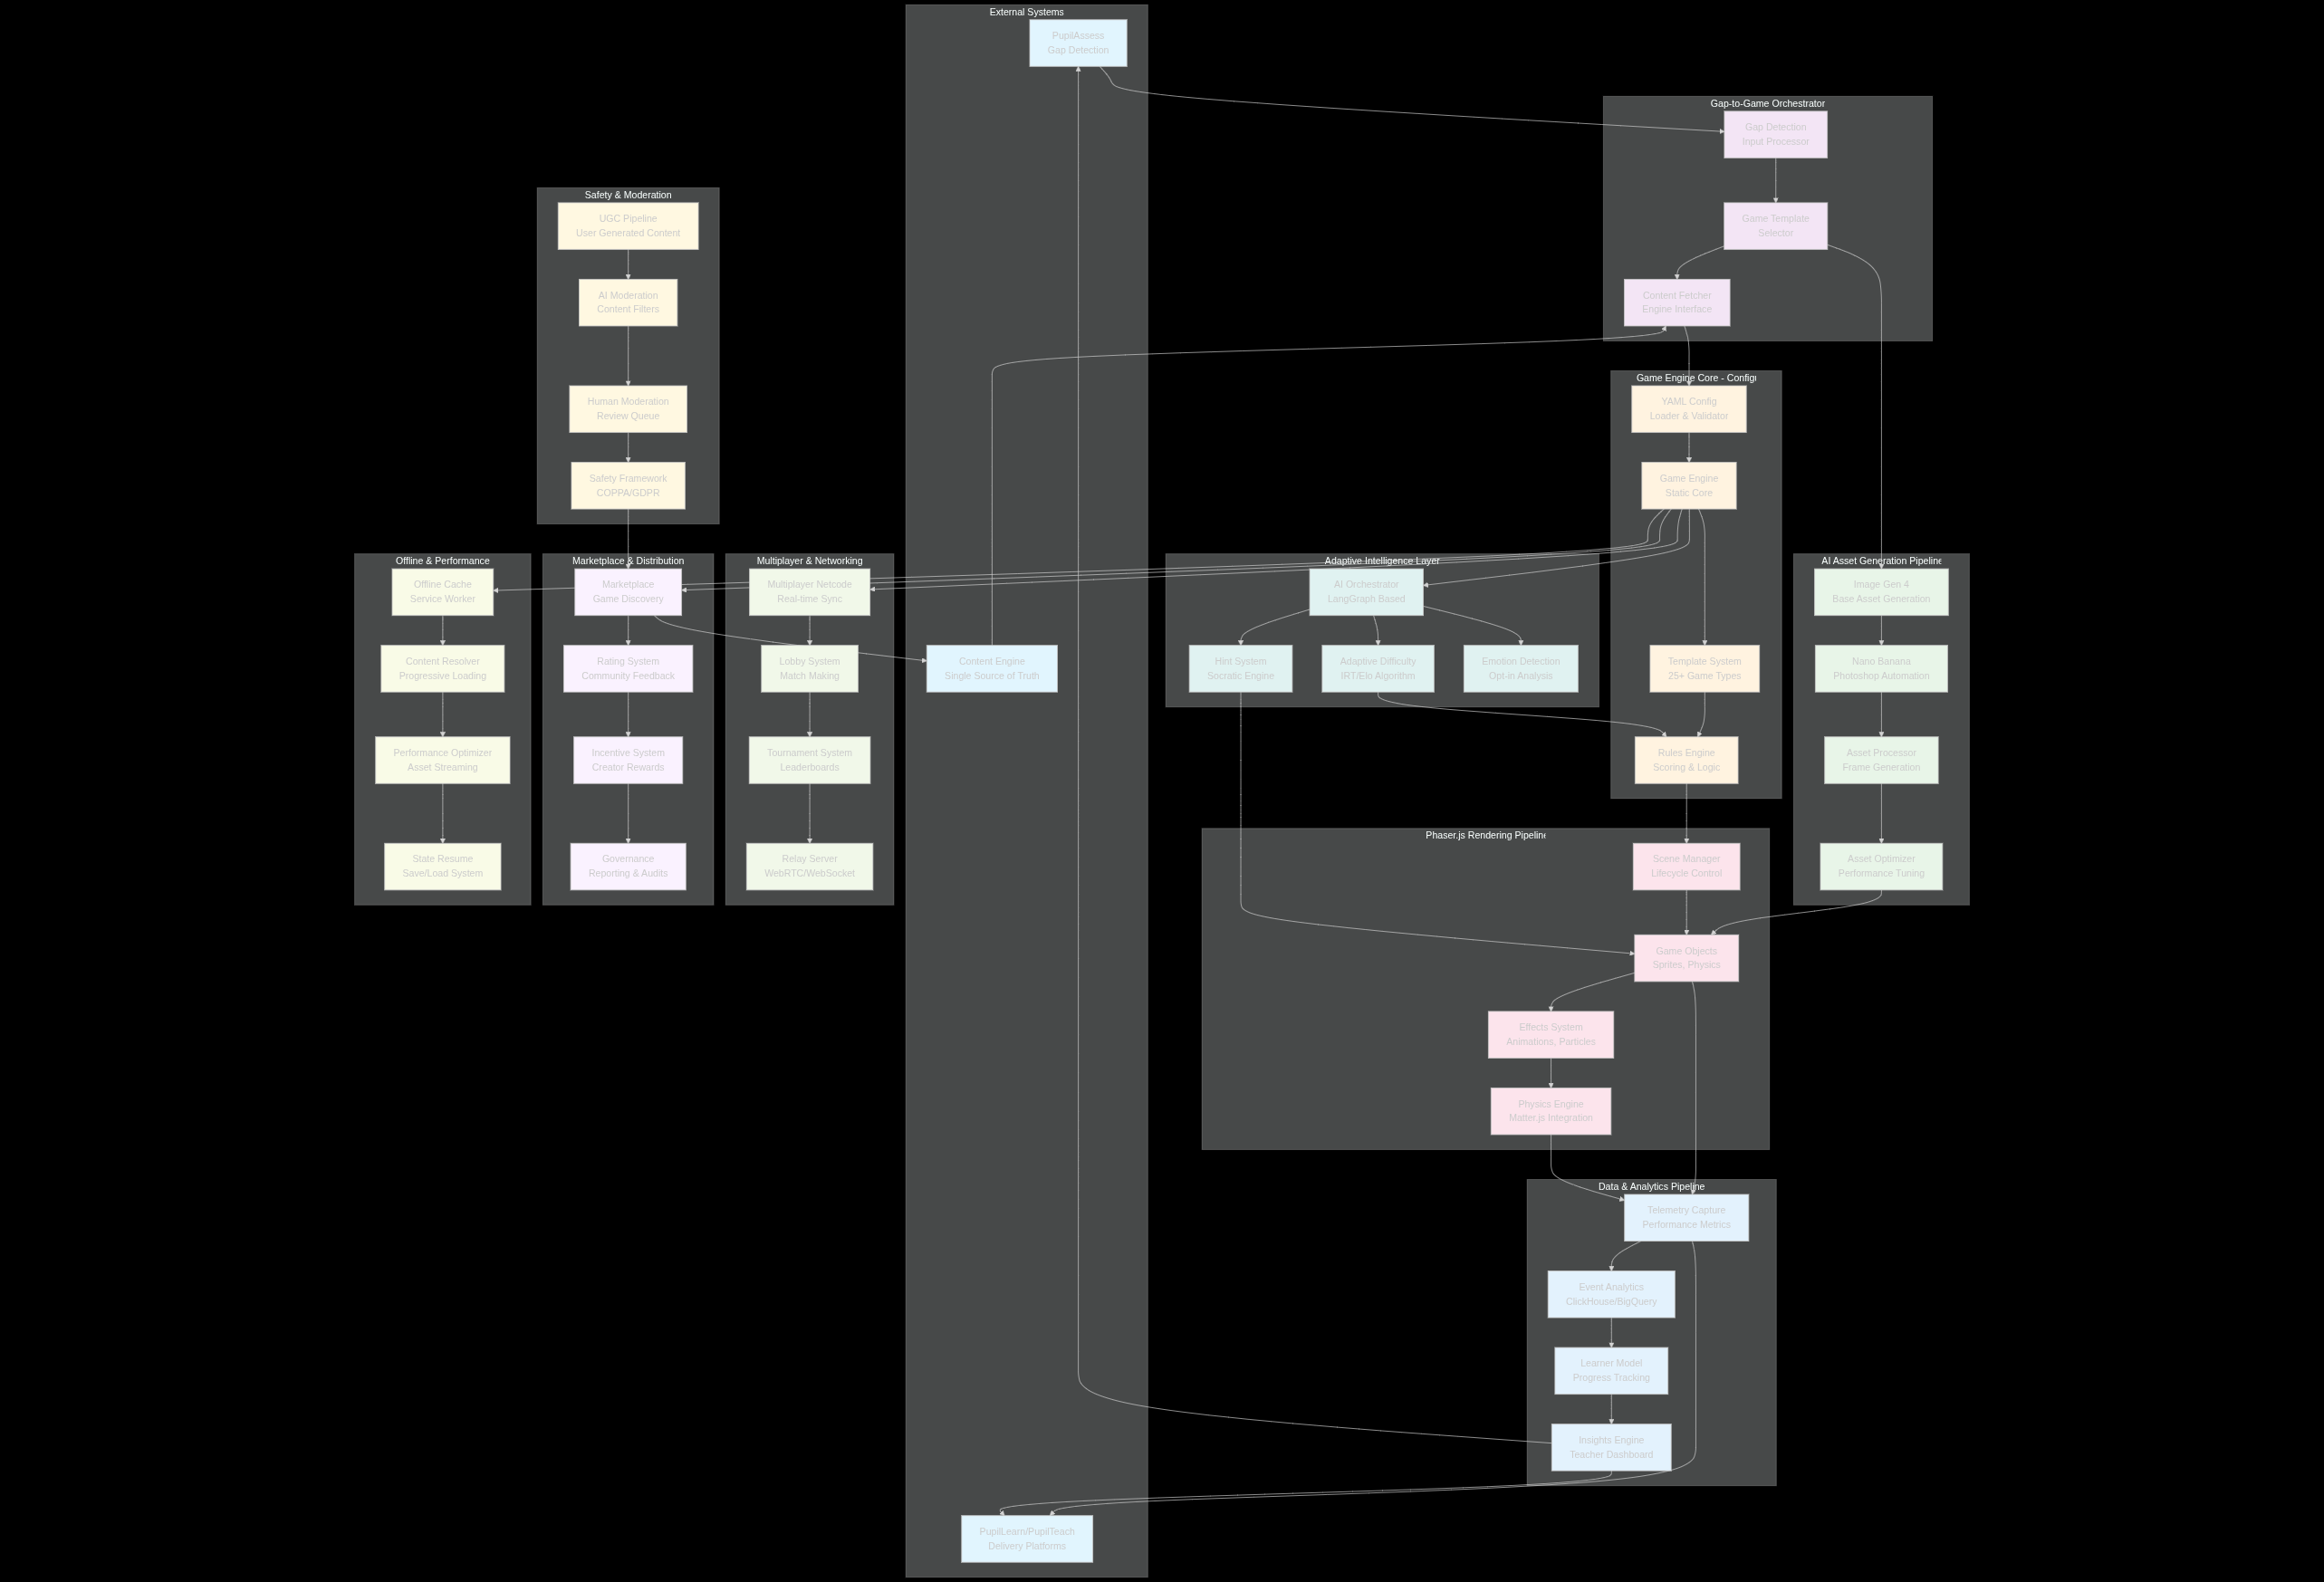 External Systems
PupilAssess
Gap Detection
Gap-to-Game Orchestrator
Gap Detection
Input Processor
Game Template
Selector
Content Fetcher
Engine Interface
Safety & Moderation
UGC Pipeline
User Generated Content
AI Moderation
Content Filters
Human Moderation
Review Queue
Safety Framework
COPPA/GDPR
Game Engine Core - Config
YAML Config
Loader & Validator
Game Engine
Static Core
Template System
25+ Game Types
Rules Engine
Scoring & Logic
Offline & Performance
Offline Cache
Service Worker
Content Resolver
Progressive Loading
Performance Optimizer
Asset Streaming
State Resume
Save/Load System
Marketplace & Distribution
Marketplace
Game Discovery
Rating System
Community Feedback
Incentive System
Creator Rewards
Governance
Reporting & Audits
Multiplayer & Networking
Multiplayer Netcode
Real-time Sync
Lobby System
Match Making
Tournament System
Leaderboards
Relay Server
WebRTC/WebSocket
Content Engine
Single Source of Truth
Adaptive Intelligence Layer
AI Orchestrator
LangGraph Based
Hint System
Socratic Engine
Adaptive Difficulty
IRT/Elo Algorithm
Emotion Detection
Opt-in Analysis
AI Asset Generation Pipeline
Image Gen 4
Base Asset Generation
Nano Banana
Photoshop Automation
Asset Processor
Frame Generation
Asset Optimizer
Performance Tuning
Phaser.js Rendering Pipeline
Scene Manager
Lifecycle Control
Game Objects
Sprites, Physics
Effects System
Animations, Particles
Physics Engine
Matter.js Integration
Data & Analytics Pipeline
Telemetry Capture
Performance Metrics
Event Analytics
ClickHouse/BigQuery
Learner Model
Progress Tracking
Insights Engine
Teacher Dashboard
PupilLearn/PupilTeach
Delivery Platforms